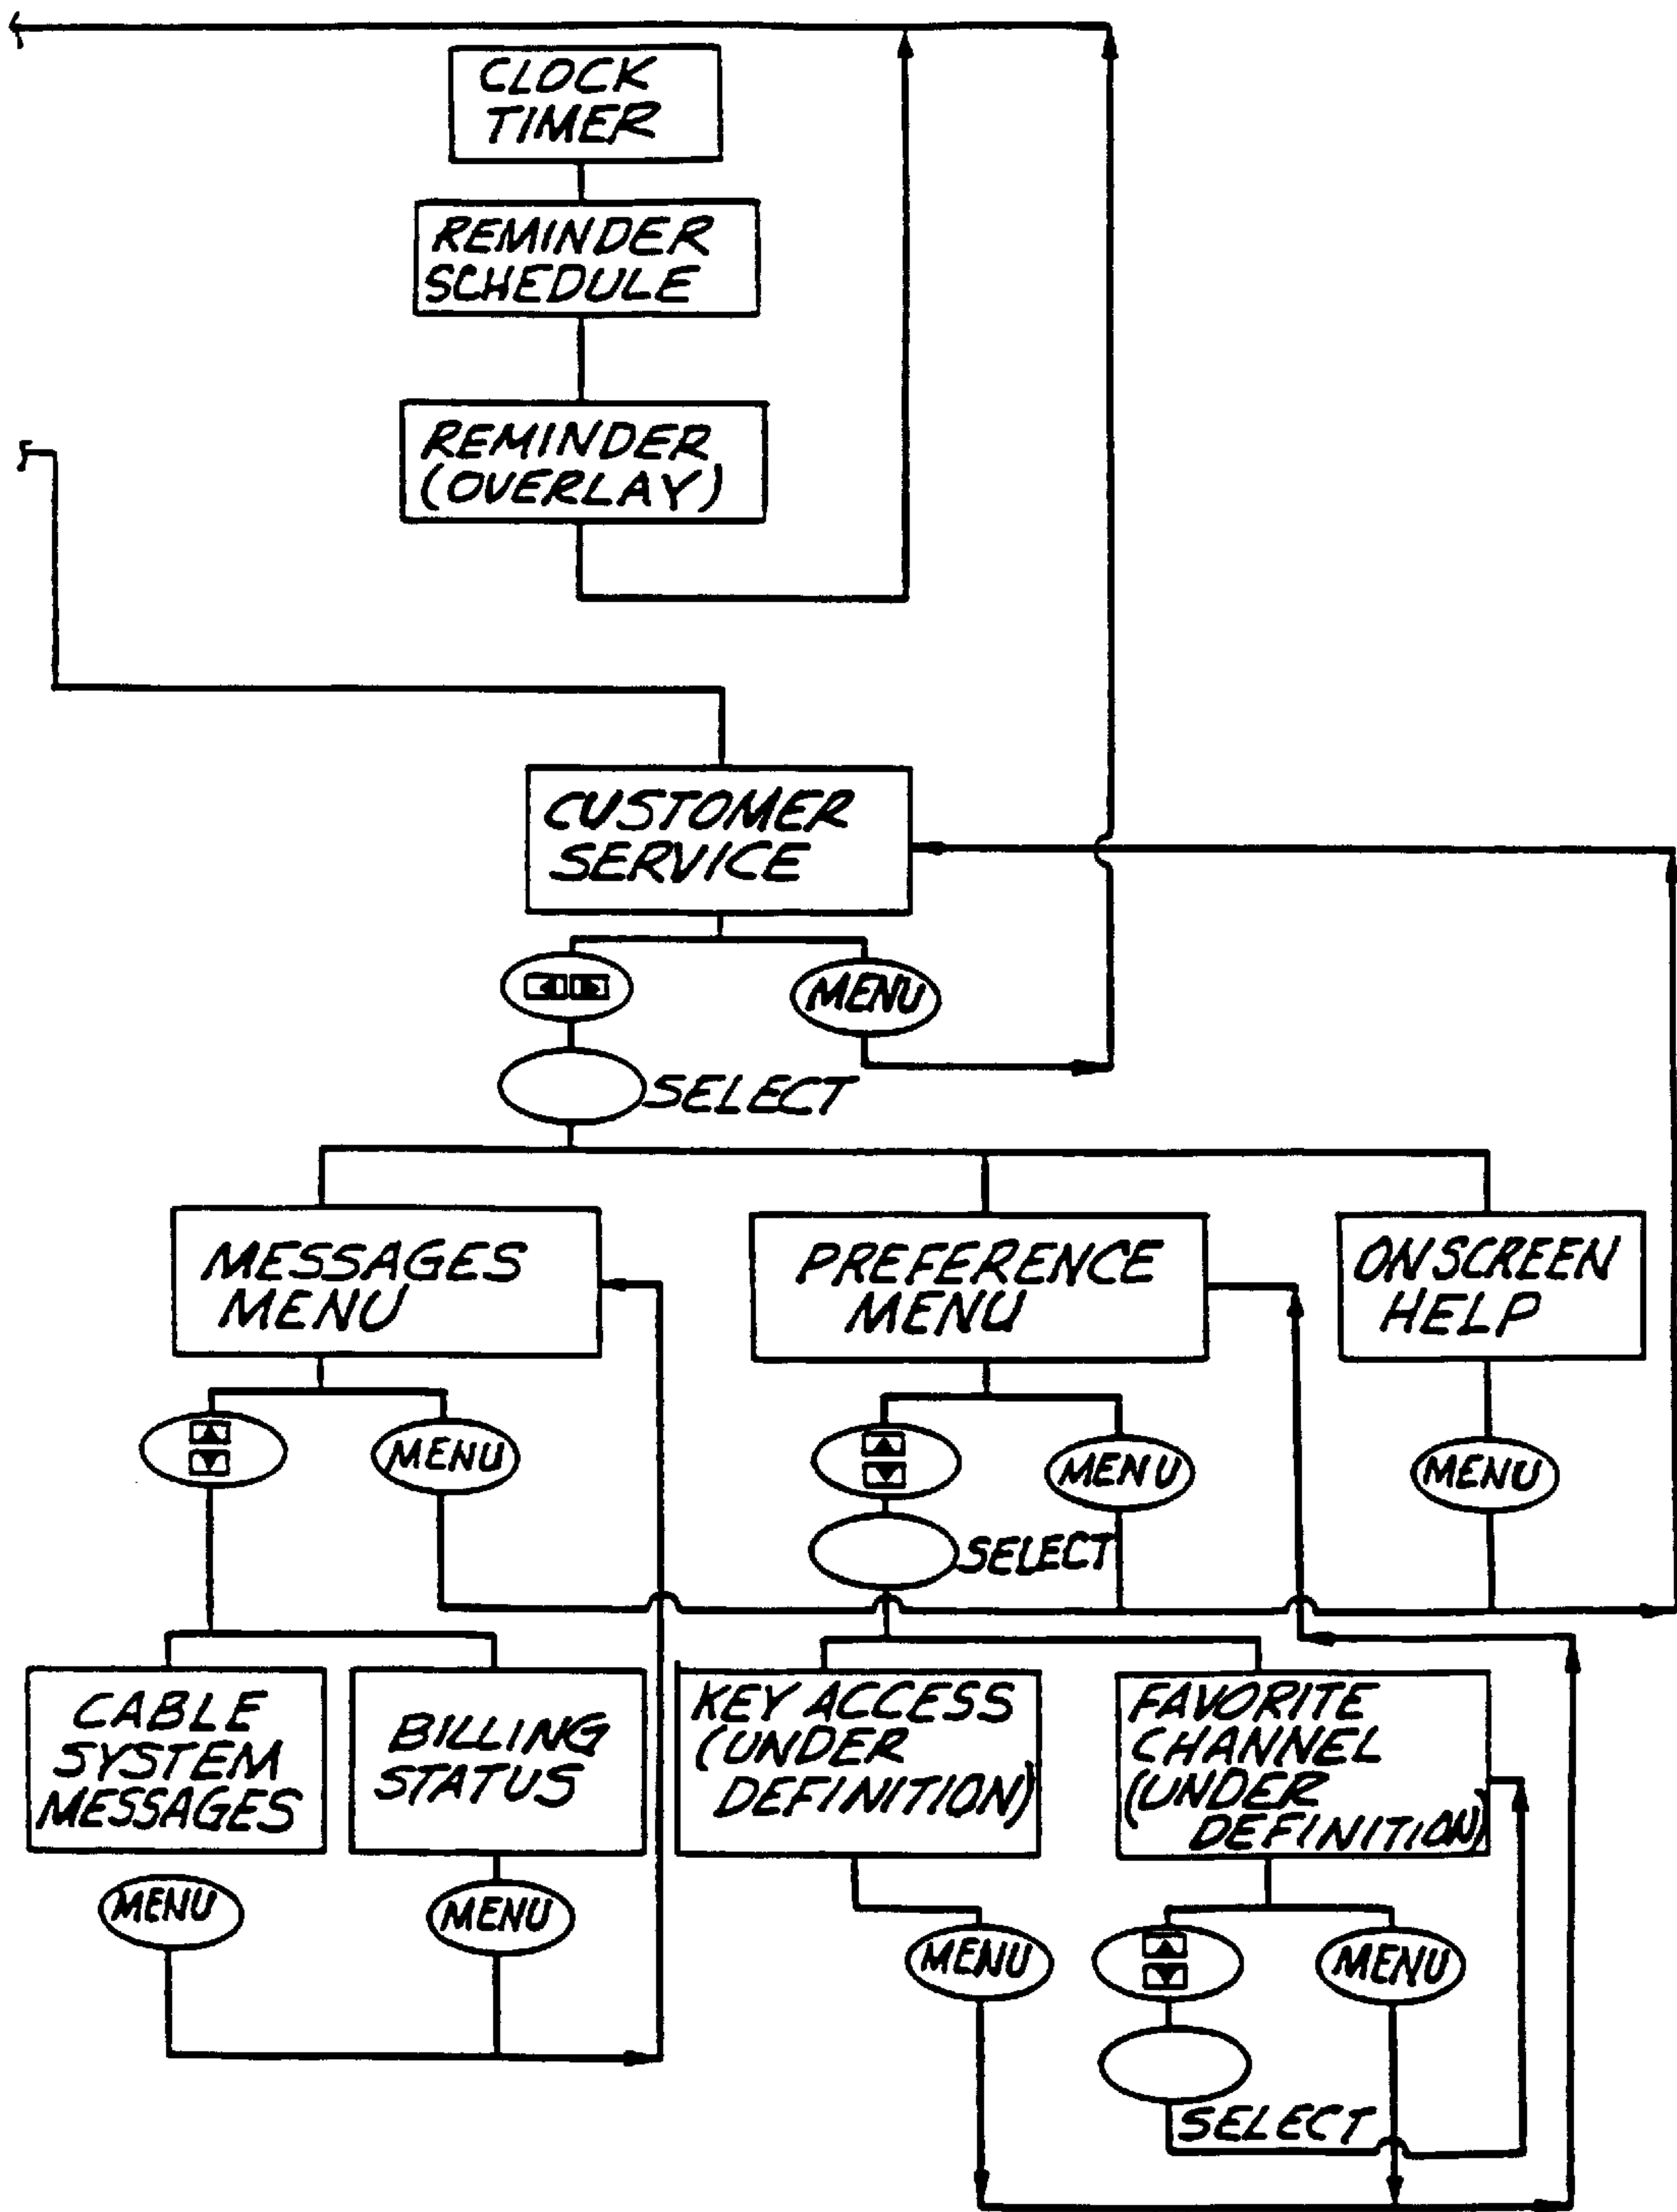 CLOCK
TIMER
REMINDER
SCHEDULE
REMINDER
(OVERLAY)
CUSTOMER
SERVICE
MENU
SELECT
MESSAGES
MENU
PREFERENCE
MENU
ON SCREEN
HELP
MENU
MENU
MENU
SELECT
CABLE
SYSTEM
MESSAGES
BILLING
STATUS
KEY ACCESS
(UNDER
DEFINITION)
FAVORITE
CHANNEL
(UNDER
DEFINITION)
MENU
MENU
MENU
MENU
SELECT